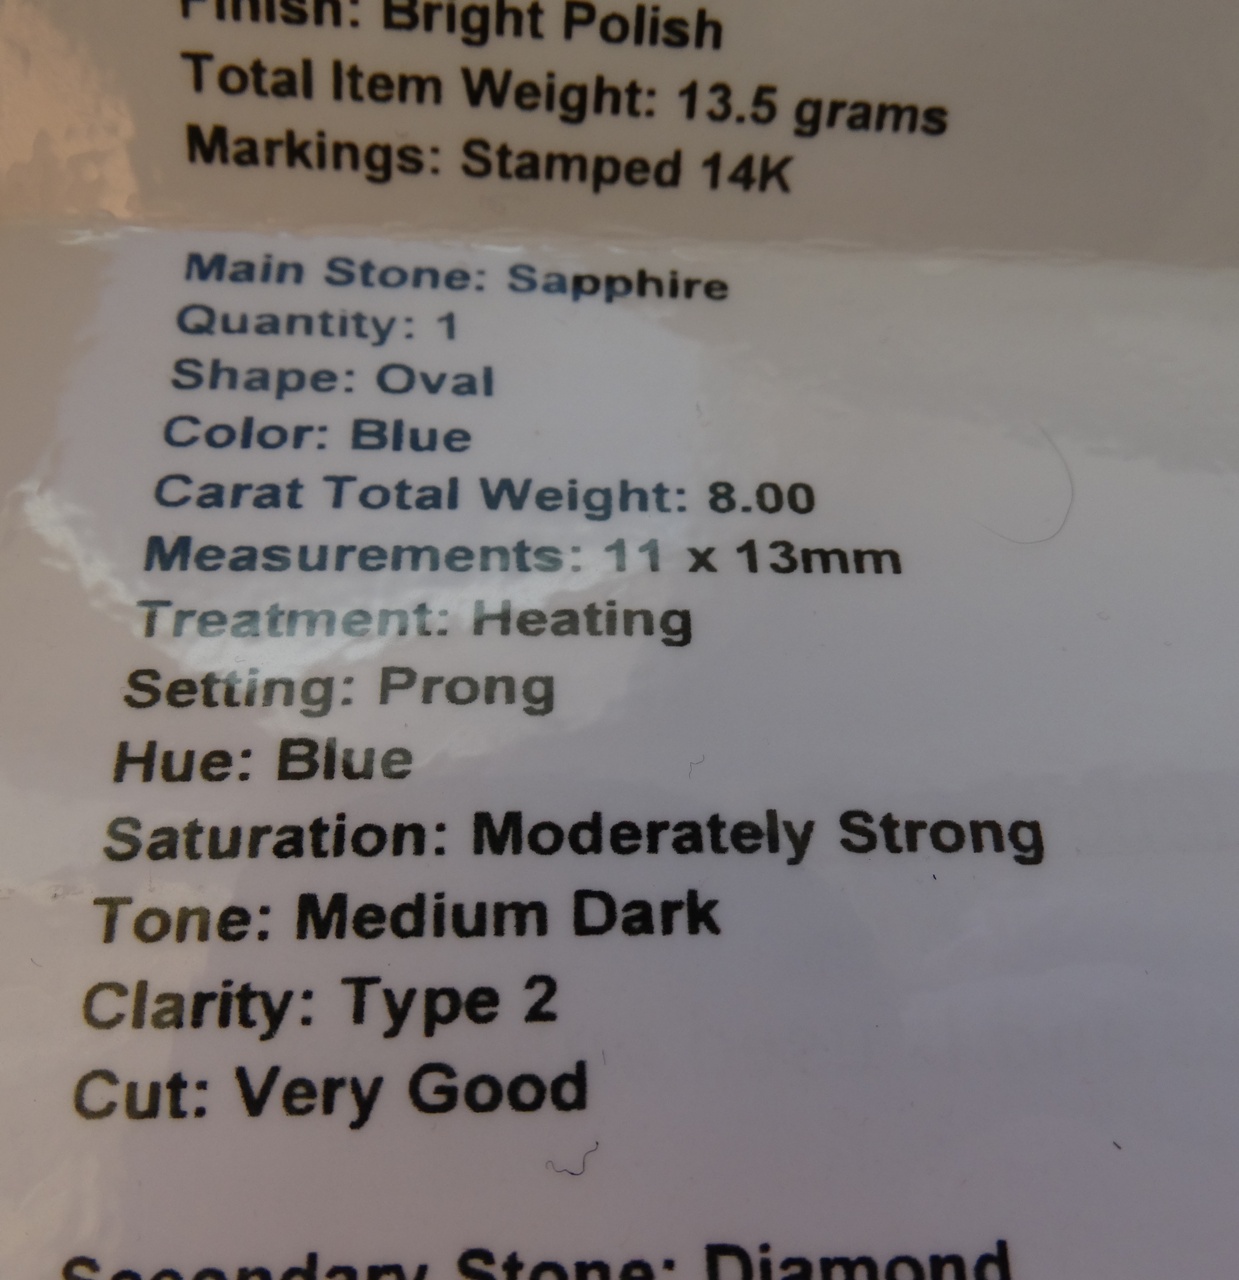 Finish: Bright Polish
Total Item Weight: 13.5 grams
Markings: Stamped 14K
Main Stone: Sapphire
Quantity: 1
Shape: Oval
Color: Blue
Carat Total Weight: 8.00
Measurements: 11 x 13mm
Treatment: Heating
Setting: Prong
Hue: Blue
Saturation: Moderately Strong
Tone: Medium Dark
Clarity: Type 2
Cut: Very Good
Secondary Stone: Diamond